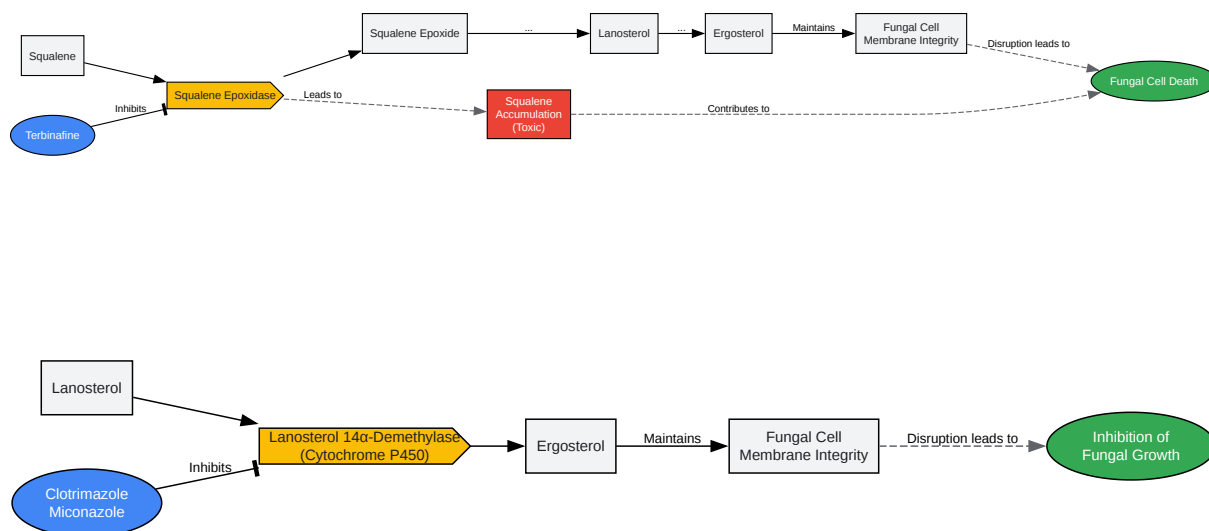 Squalene
Terbinafine
Inhibits
Squalene Epoxidase
Leads to
Squalene Epoxide
...
Squalene
Accumulation
(Toxic)
Lanosterol
...
Ergosterol
Maintains
Contributes to
Fungal Cell
Membrane Integrity
Disruption leads to
Fungal Cell Death
Lanosterol
Clotrimazole
Miconazole
Inhibits
Lanosterol 14α-Demethylase
(Cytochrome P450)
Ergosterol
Maintains
Fungal Cell
Membrane Integrity
Disruption leads to
Inhibition of
Fungal Growth